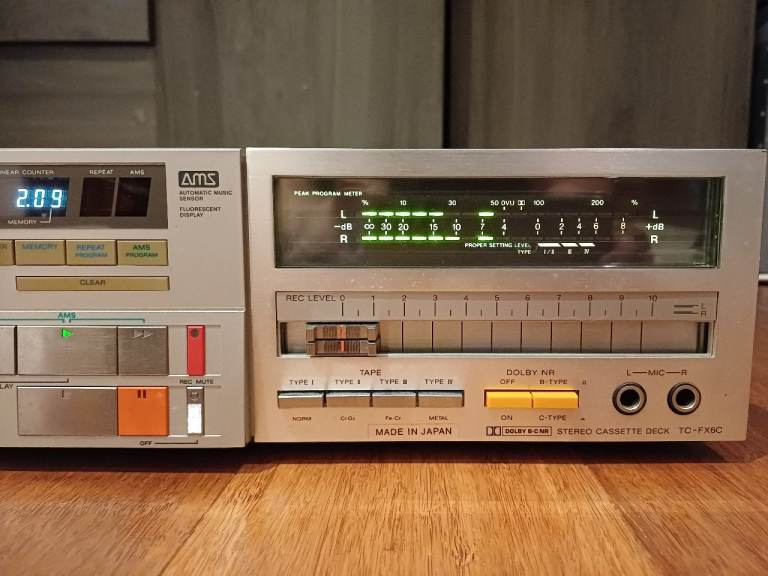 NEAR COUNTER REPEAT AMS
2.09
MEMORY
AMS
AUTOMATIC MUSIC
SENSOR
FLUORESCENT
DISPLAY
MEMORY REPEAT PROGRAM AMS PROGRAM
CLEAR
AMS
REC MUTE
OFF
PEAK PROGRAM METER
% 10 30 50 0VU 100 200 %
L L
-dB ∞ 30 20 15 10 7 4 0 2 4 6 8 +dB
R R
PROPER SETTING LEVEL
TYPE I/II III IV
REC LEVEL 0 1 2 3 4 5 6 7 8 9 10
L
R
TAPE
TYPE I TYPE II TYPE III TYPE IV
NORM CrO₂ Fe-Cr METAL
DOLBY NR
OFF B-TYPE
ON C-TYPE
L—MIC—R
MADE IN JAPAN
DOLBY B-C NR STEREO CASSETTE DECK TC-FX6C